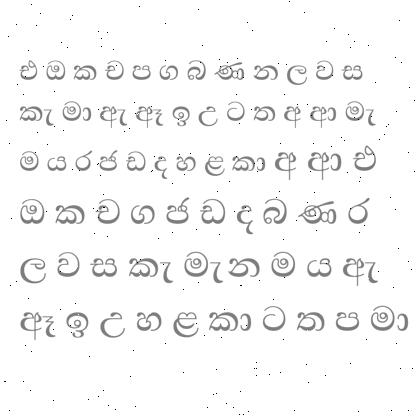 එ ඔ ක ච ප ග බ ණ න ල ව ස
කැ මා ඇ ඈ ඉ උ ට ත අ ආ මැ
ම ය ර ජ ඩ ද හ ළ කා අ ආ එ
ඔ ක ච ග ජ ඩ ද බ ණ ර
ල ව ස කැ මැ න ම ය ඇ
ඈ ඉ උ හ ළ කා ට ත ප මා